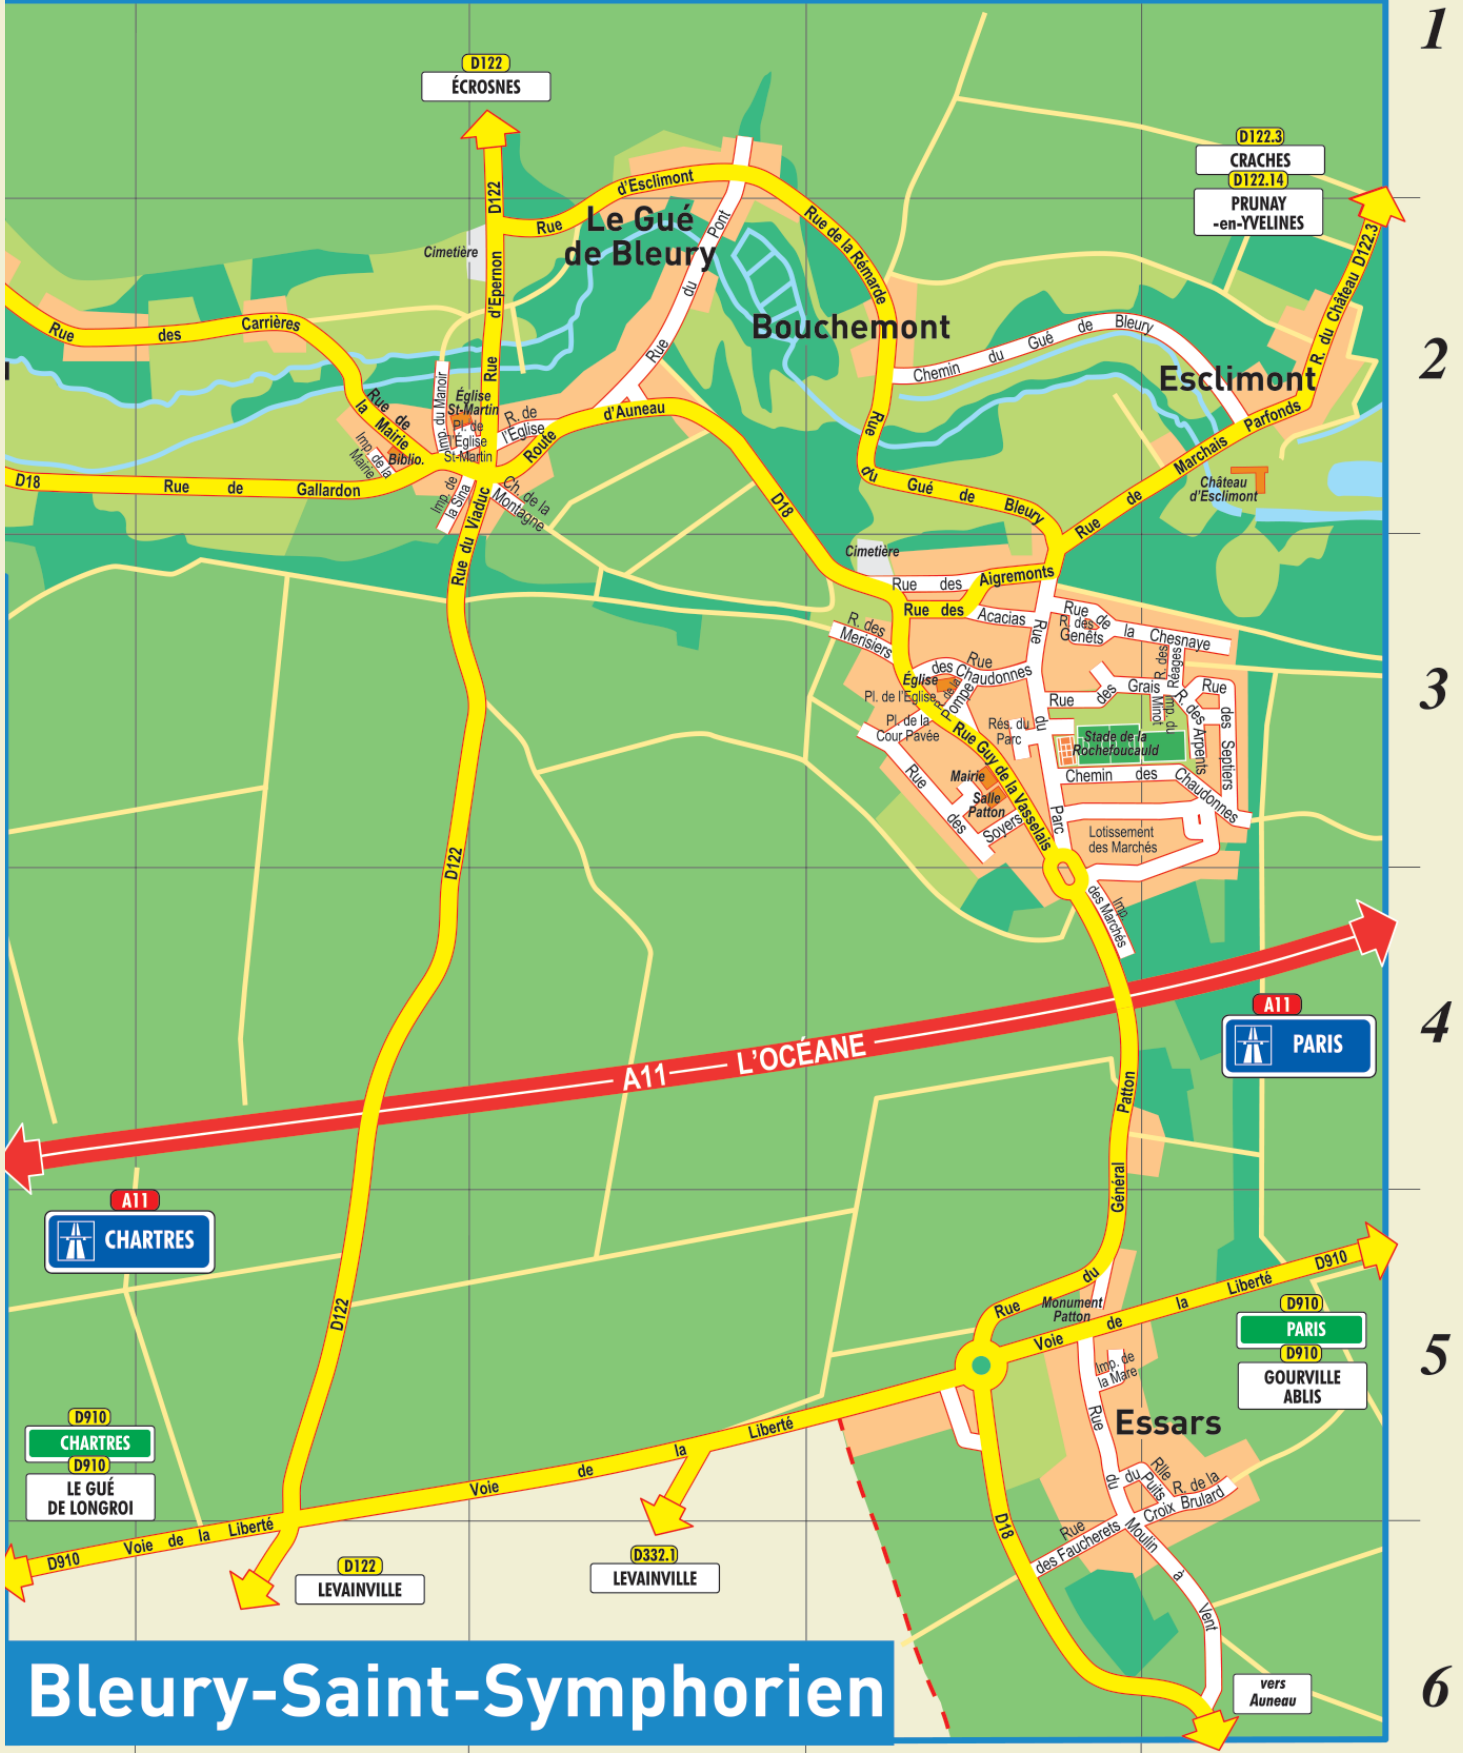 1
2
3
4
5
6
D122
ÉCROSNES
D122.3
CRACHES
D122.14
PRUNAY
-en-YVELINES
D122
Rue d'Esclimont
Le Gué
de Bleury
Cimetière
Rue d'Epernon
Rue du Pont
Rue de la Rémarde
R. du Château D122.3
Rue des Carrières
Bouchemont
Chemin du Gué de Bleury
Esclimont
Rue de
la Mairie
Imp. du Manoir
Église
St-Martin
Pl. de
l'Église
St-Martin
R. de
l'Église
Route d'Auneau
Imp. de la
Mairie
Biblio.
D18
Rue de Gallardon
Imp. de
la Sina
Ch. de la
Montagne
Rue du Viaduc
D18
Rue du Gué de Bleury
Rue de Marchais Parfonds
Château
d'Esclimont
Cimetière
Rue des Aigremonts
Rue des Acacias
R. des
Merisiers
Rue de la Chesnaye
R. des
Genêts
Rue du Parc
Rue
des Chaudonnes
Église
Pl. de l'Eglise
R. de la
Pompe
Pl. de la
Cour Pavée
Rés. du
Parc
Rue des Grais
R. des
Réages
Imp. du
Minot
R. des Arpents
Rue des Septiers
Stade de la
Rochefoucauld
Rue Guy de la Vasselais
Mairie
Salle
Patton
Rue des Soyers
Chemin des Chaudonnes
Lotissement
des Marchés
Imp.
des Marchés
D122
A11 L'OCÉANE
A11
PARIS
A11
CHARTRES
Rue du Général Patton
D122
Monument
Patton
Voie de la Liberté D910
D910
PARIS
D910
GOURVILLE
ABLIS
Imp. de
la Mare
Essars
Rue du Moulin à Vent
Rlle
du Puits
R. de la
Croix Brulard
Rue
des Faucherets
D18
D910
CHARTRES
D910
LE GUÉ
DE LONGROI
D910 Voie de la Liberté
Voie de la Liberté
D122
LEVAINVILLE
D332.1
LEVAINVILLE
vers
Auneau
Bleury-Saint-Symphorien